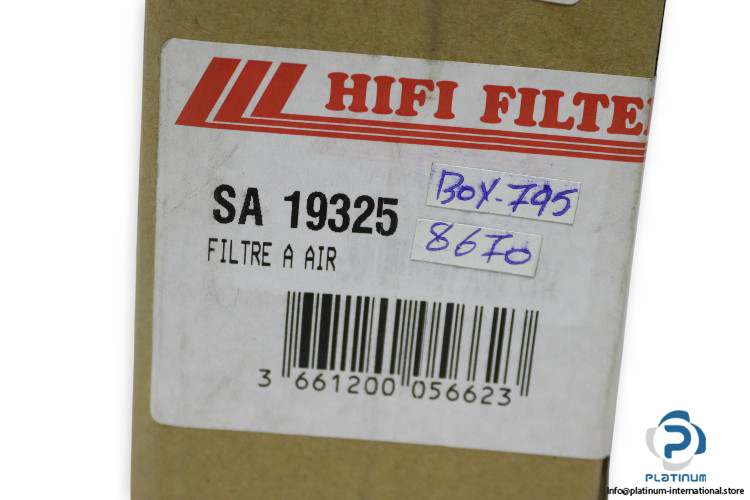 HIFI FILTE
SA 19325
BOX-795
FILTRE A AIR
8670
3 661200 056623
PLATINUM
info@platinum-international.store